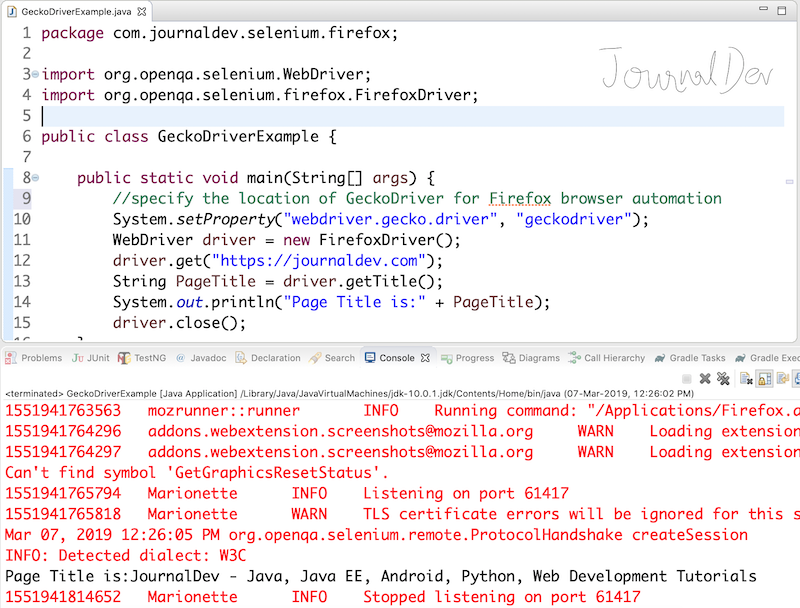 GeckoDriverExample.java
1 package com.journaldev.selenium.firefox;
2
3 import org.openqa.selenium.WebDriver;
4 import org.openqa.selenium.firefox.FirefoxDriver;
5
6 public class GeckoDriverExample {
7
8 public static void main(String[] args) {
9 //specify the location of GeckoDriver for Firefox browser automation
10 System.setProperty("webdriver.gecko.driver", "geckodriver");
11 WebDriver driver = new FirefoxDriver();
12 driver.get("https://journaldev.com");
13 String PageTitle = driver.getTitle();
14 System.out.println("Page Title is:" + PageTitle);
15 driver.close();
JournalDev
Problems JUnit TestNG Javadoc Declaration Search Console Progress Diagrams Call Hierarchy Gradle Tasks Gradle Exec
<terminated> GeckoDriverExample [Java Application] /Library/Java/JavaVirtualMachines/jdk-10.0.1.jdk/Contents/Home/bin/java (07-Mar-2019, 12:26:02 PM)
1551941763563 mozrunner::runner INFO Running command: "/Applications/Firefox.a
1551941764296 addons.webextension.screenshots@mozilla.org WARN Loading extension
1551941764297 addons.webextension.screenshots@mozilla.org WARN Loading extension
Can't find symbol 'GetGraphicsResetStatus'.
1551941765794 Marionette INFO Listening on port 61417
1551941765818 Marionette WARN TLS certificate errors will be ignored for this s
Mar 07, 2019 12:26:05 PM org.openqa.selenium.remote.ProtocolHandshake createSession
INFO: Detected dialect: W3C
Page Title is:JournalDev - Java, Java EE, Android, Python, Web Development Tutorials
1551941814652 Marionette INFO Stopped listening on port 61417